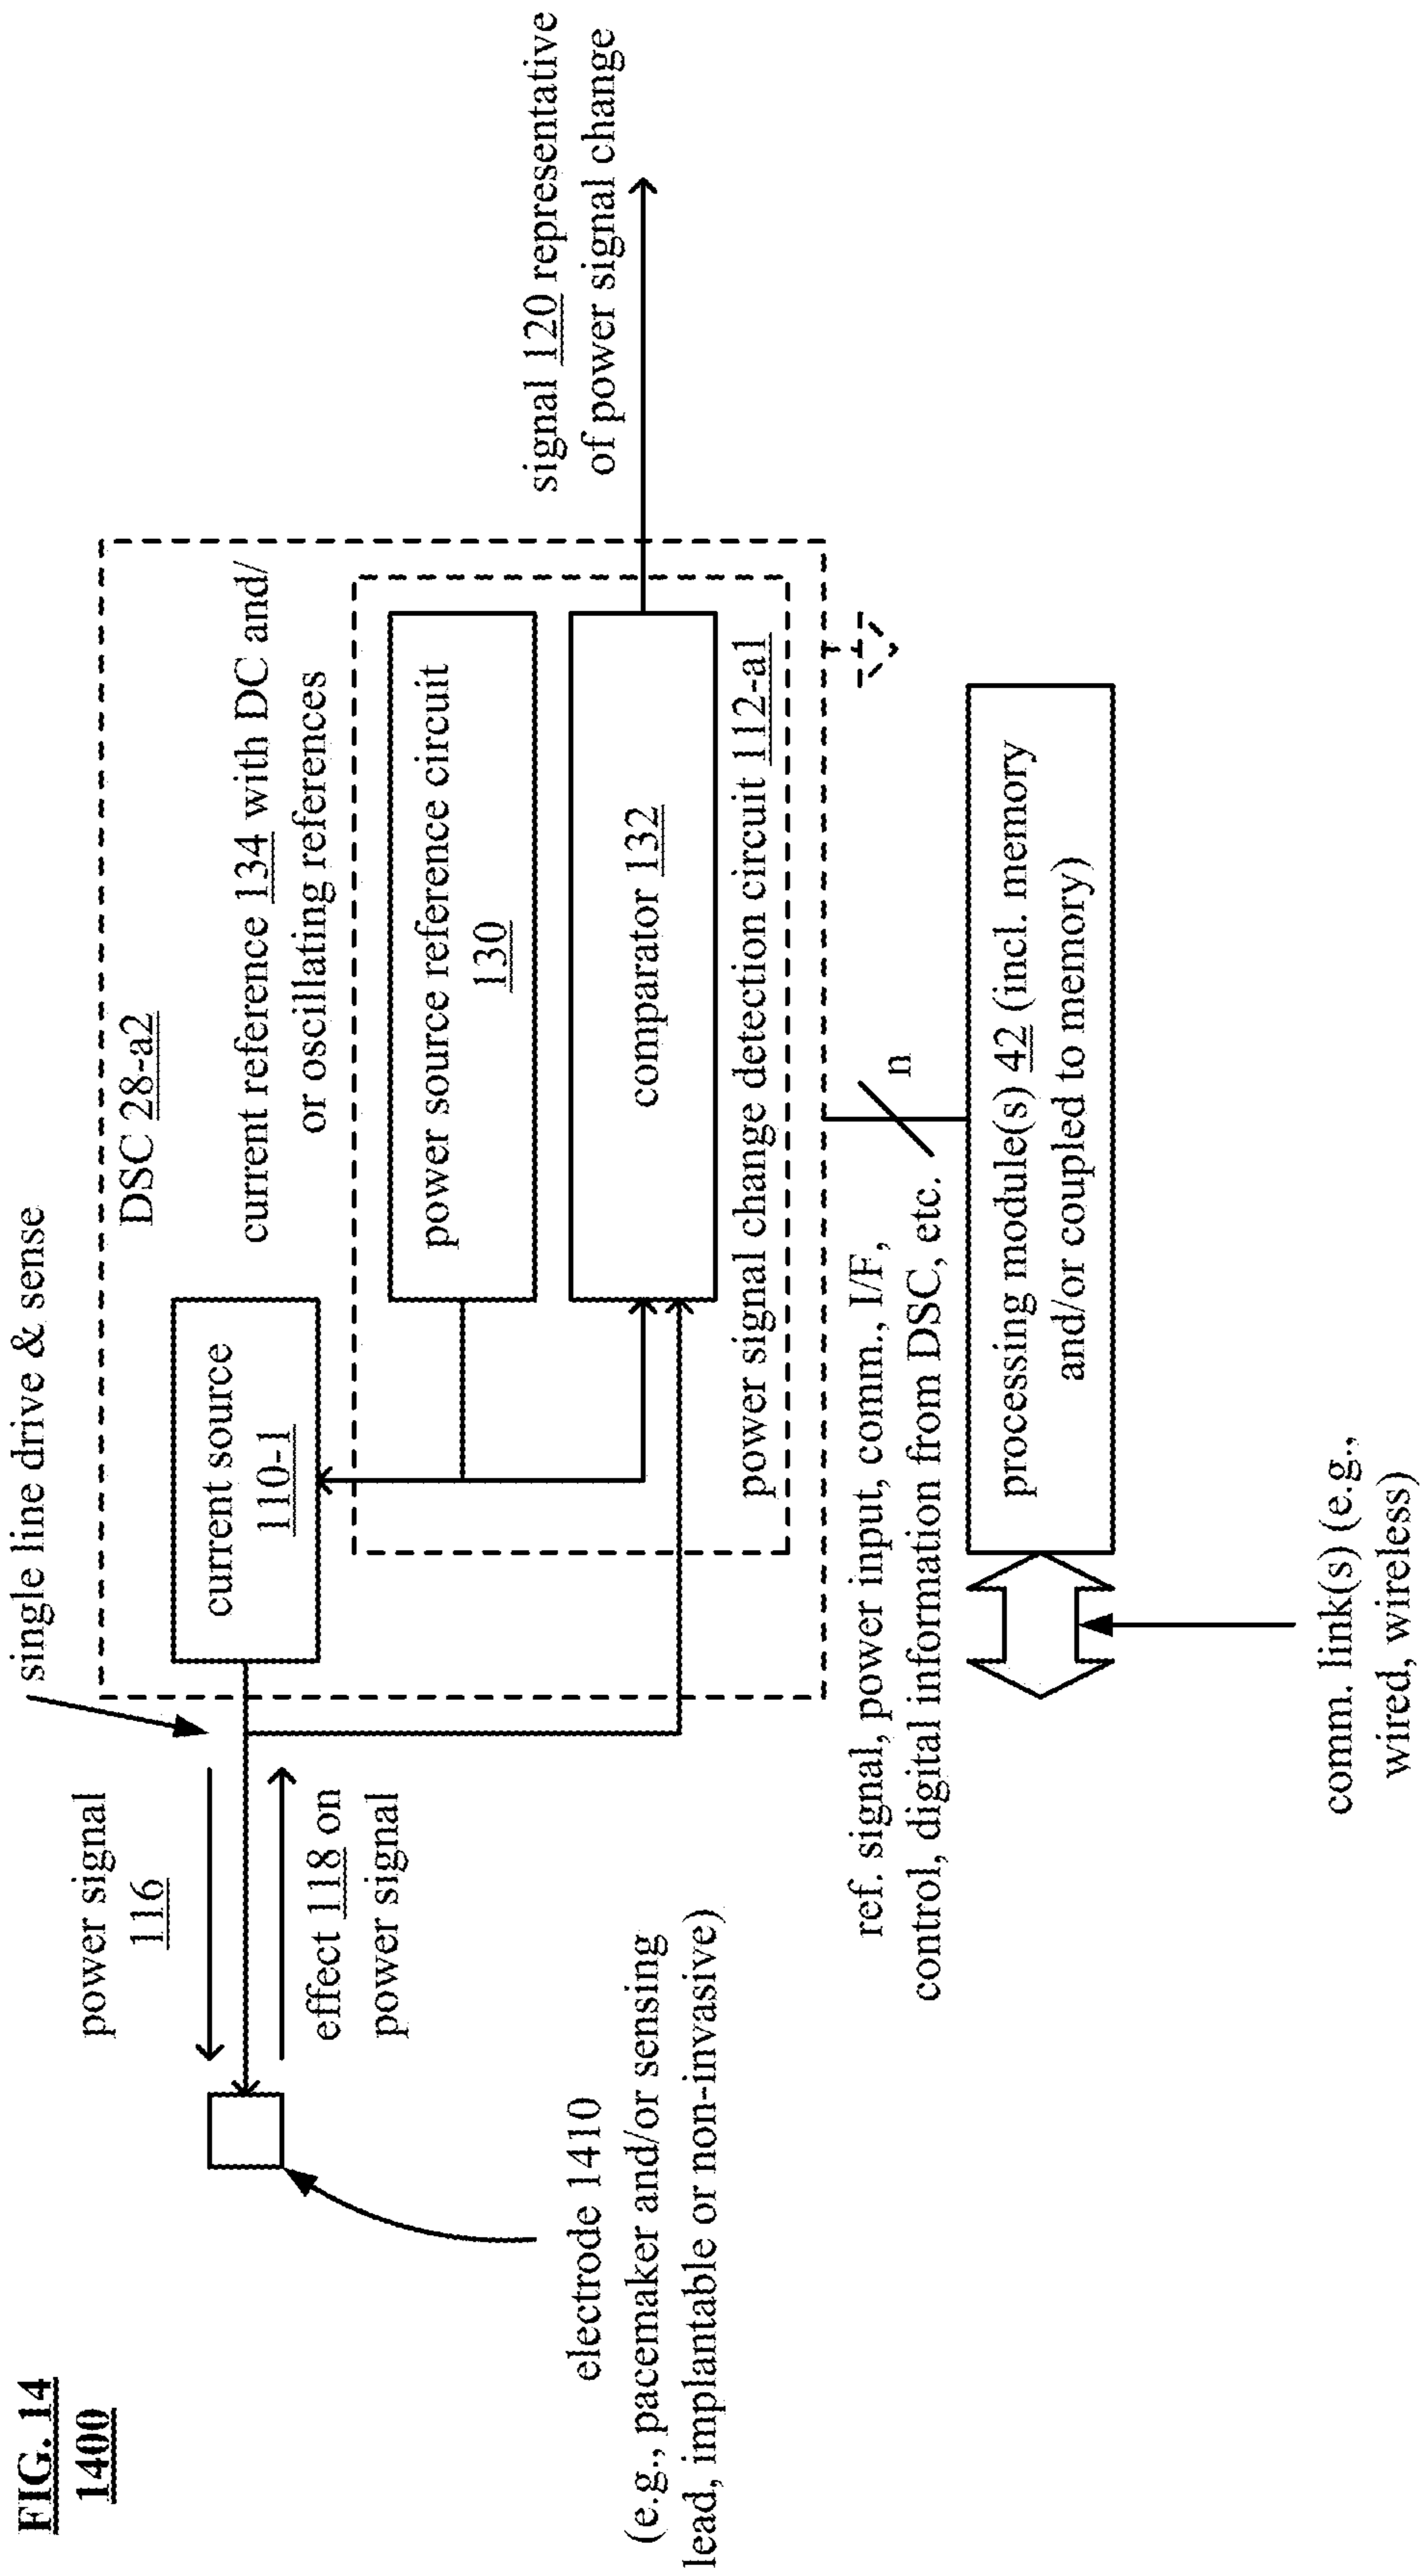 FIG. 14
1400
single line drive & sense
power signal
116
effect 118 on
power signal
electrode 1410
(e.g., pacemaker and/or sensing
lead, implantable or non-invasive)
DSC 28-a2
current source
110-1
current reference 134 with DC and/
or oscillating references
power source reference circuit
130
comparator 132
power signal change detection circuit 112-a1
signal 120 representative
of power signal change
ref. signal, power input, comm., I/F,
control, digital information from DSC, etc.
n
processing module(s) 42 (incl. memory
and/or coupled to memory)
comm. link(s) (e.g.,
wired, wireless)